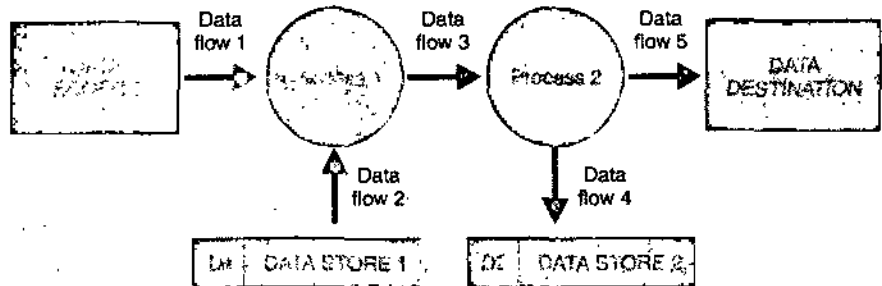 Data
flow 1
Data
flow 3
Data
flow 5
Process 2
DATA
DESTINATION
Data
flow 2
Data
flow 4
DATA STORE 1
DATA STORE 2